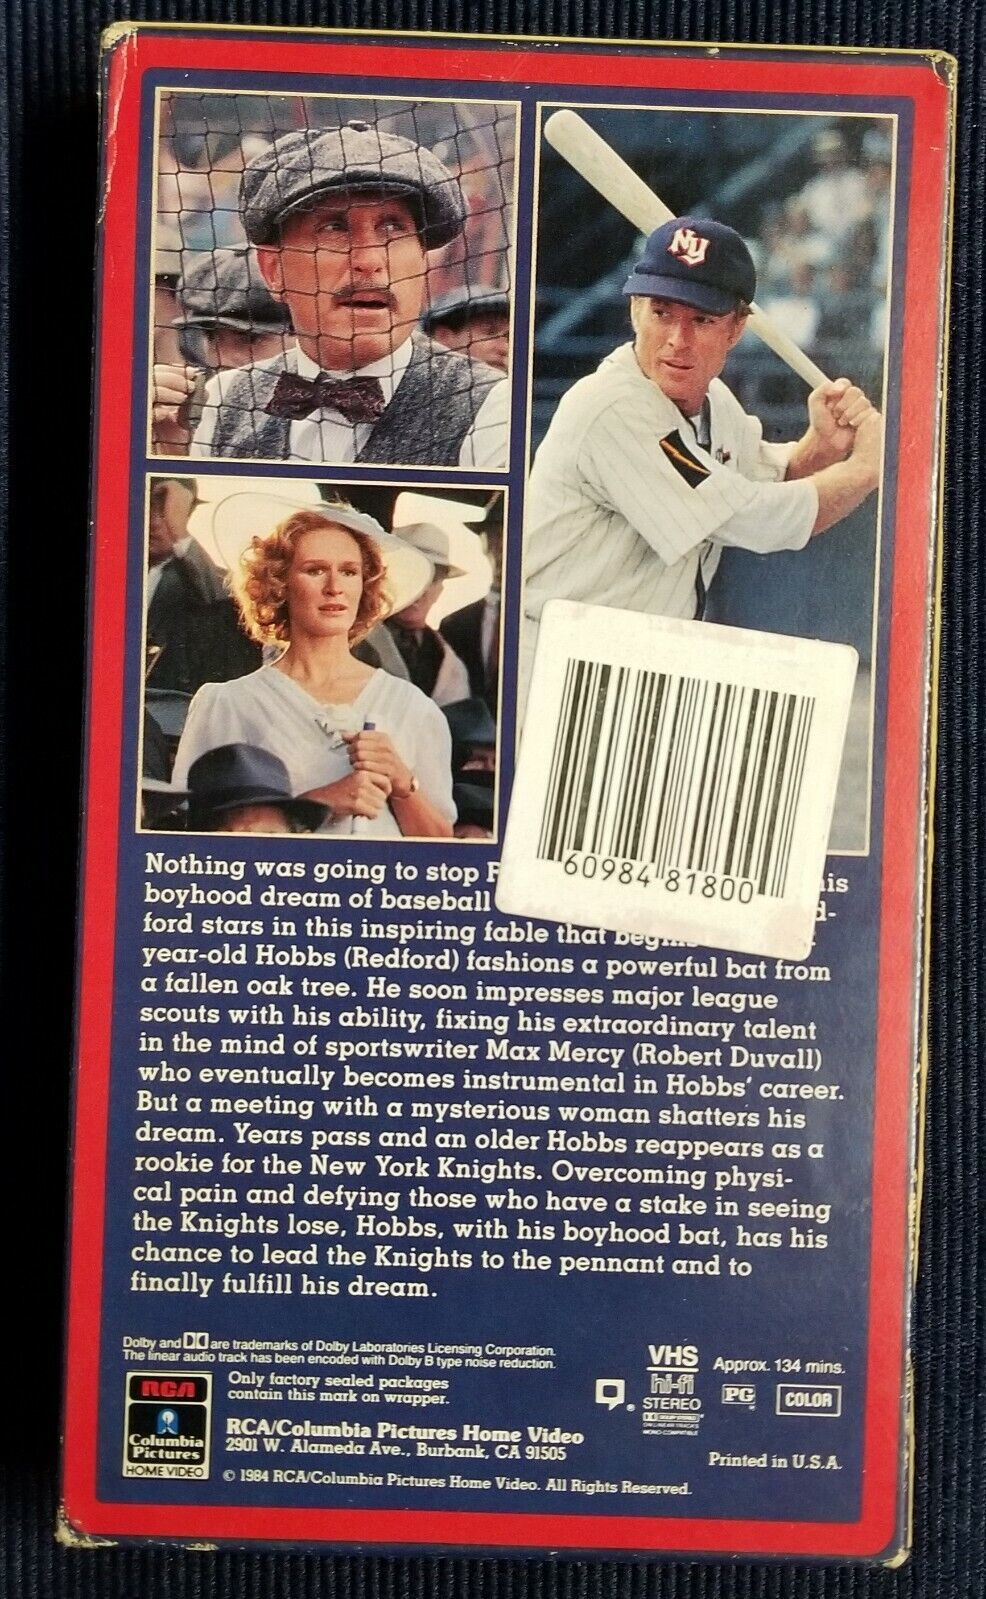 NY
60984 81800
Nothing was going to stop his
boyhood dream of baseball
ford stars in this inspiring fable that begins
year-old Hobbs (Redford) fashions a powerful bat from
a fallen oak tree. He soon impresses major league
scouts with his ability, fixing his extraordinary talent
in the mind of sportswriter Max Mercy (Robert Duvall)
who eventually becomes instrumental in Hobbs' career.
But a meeting with a mysterious woman shatters his
dream. Years pass and an older Hobbs reappears as a
rookie for the New York Knights. Overcoming physi-
cal pain and defying those who have a stake in seeing
the Knights lose, Hobbs, with his boyhood bat, has his
chance to lead the Knights to the pennant and to
finally fulfill his dream.
Dolby and are trademarks of Dolby Laboratories Licensing Corporation.
The linear audio track has been encoded with Dolby B type noise reduction.
Only factory sealed packages
contain this mark on wrapper.
RCA
Columbia
Pictures
HOME VIDEO
RCA/Columbia Pictures Home Video
2901 W. Alameda Ave., Burbank, CA 91505
© 1984 RCA/Columbia Pictures Home Video. All Rights Reserved.
VHS
hi-fi
STEREO
DOLBY STEREO
ON LINEAR TRACKS
MONO COMPATIBLE
Approx. 134 mins.
PG
COLOR
Printed in U.S.A.